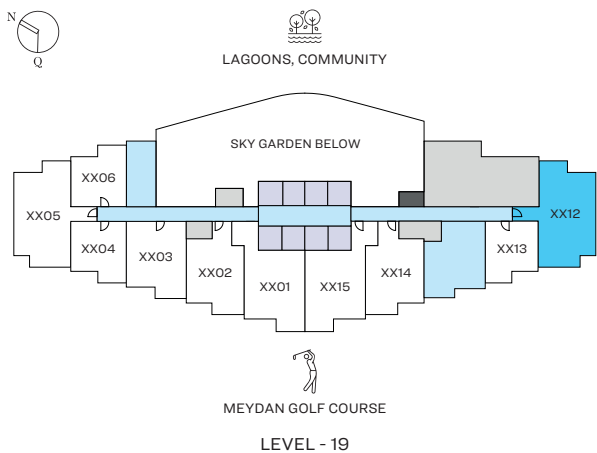 N
Q
LAGOONS, COMMUNITY
SKY GARDEN BELOW
XX06
XX05
XX12
XX04
XX03
XX02
XX01
XX15
XX14
XX13
MEYDAN GOLF COURSE
LEVEL - 19